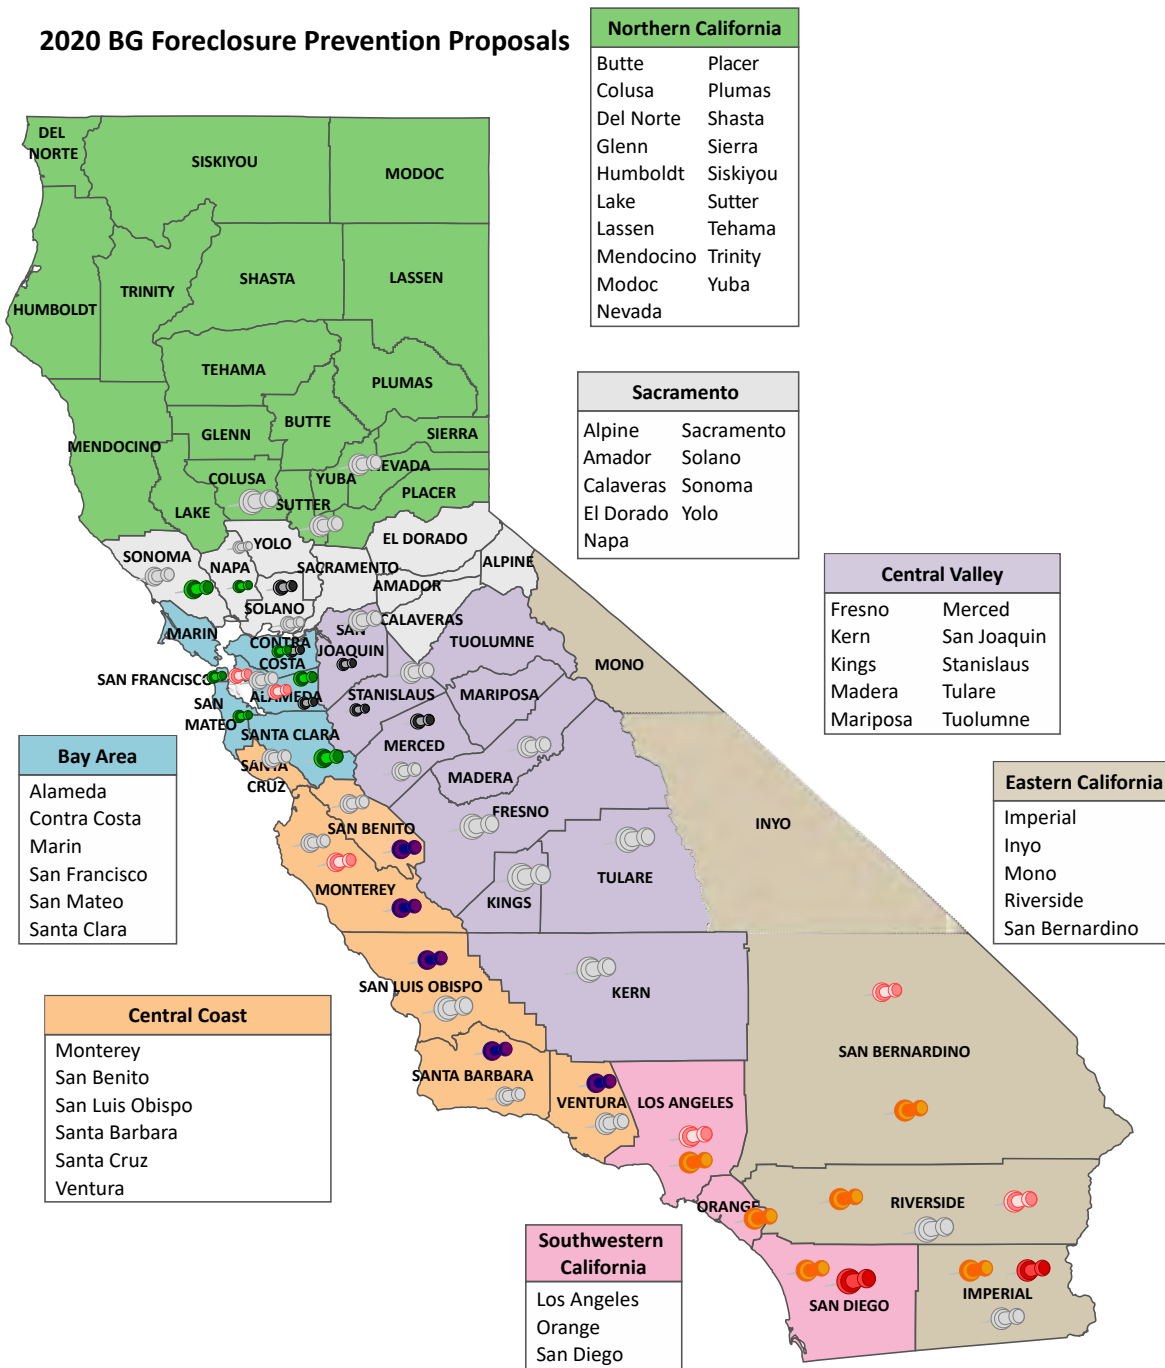 2020 BG Foreclosure Prevention Proposals
Northern California
Butte Placer
Colusa Plumas
Del Norte Shasta
Glenn Sierra
Humboldt Siskiyou
Lake Sutter
Lassen Tehama
Mendocino Trinity
Modoc Yuba
Nevada
DEL
NORTE
SISKIYOU
MODOC
HUMBOLDT
TRINITY
SHASTA
LASSEN
TEHAMA
PLUMAS
MENDOCINO
GLENN
BUTTE
SIERRA
COLUSA
YUBA
NEVADA
LAKE
SUTTER
PLACER
Sacramento
Alpine Sacramento
Amador Solano
Calaveras Sonoma
El Dorado Yolo
Napa
SONOMA
NAPA
YOLO
SACRAMENTO
EL DORADO
AMADOR
ALPINE
SOLANO
CALAVERAS
MARIN
CONTRA
COSTA
SAN
JOAQUIN
TUOLUMNE
MONO
SAN FRANCISCO
ALAMEDA
STANISLAUS
MARIPOSA
SAN
MATEO
SANTA CLARA
MERCED
SANTA
CRUZ
MADERA
FRESNO
SAN BENITO
INYO
MONTEREY
KINGS
TULARE
Central Valley
Fresno Merced
Kern San Joaquin
Kings Stanislaus
Madera Tulare
Mariposa Tuolumne
Bay Area
Alameda
Contra Costa
Marin
San Francisco
San Mateo
Santa Clara
Eastern California
Imperial
Inyo
Mono
Riverside
San Bernardino
SAN LUIS OBISPO
KERN
SAN BERNARDINO
SANTA BARBARA
VENTURA
LOS ANGELES
ORANGE
RIVERSIDE
SAN DIEGO
IMPERIAL
Central Coast
Monterey
San Benito
San Luis Obispo
Santa Barbara
Santa Cruz
Ventura
Southwestern
California
Los Angeles
Orange
San Diego